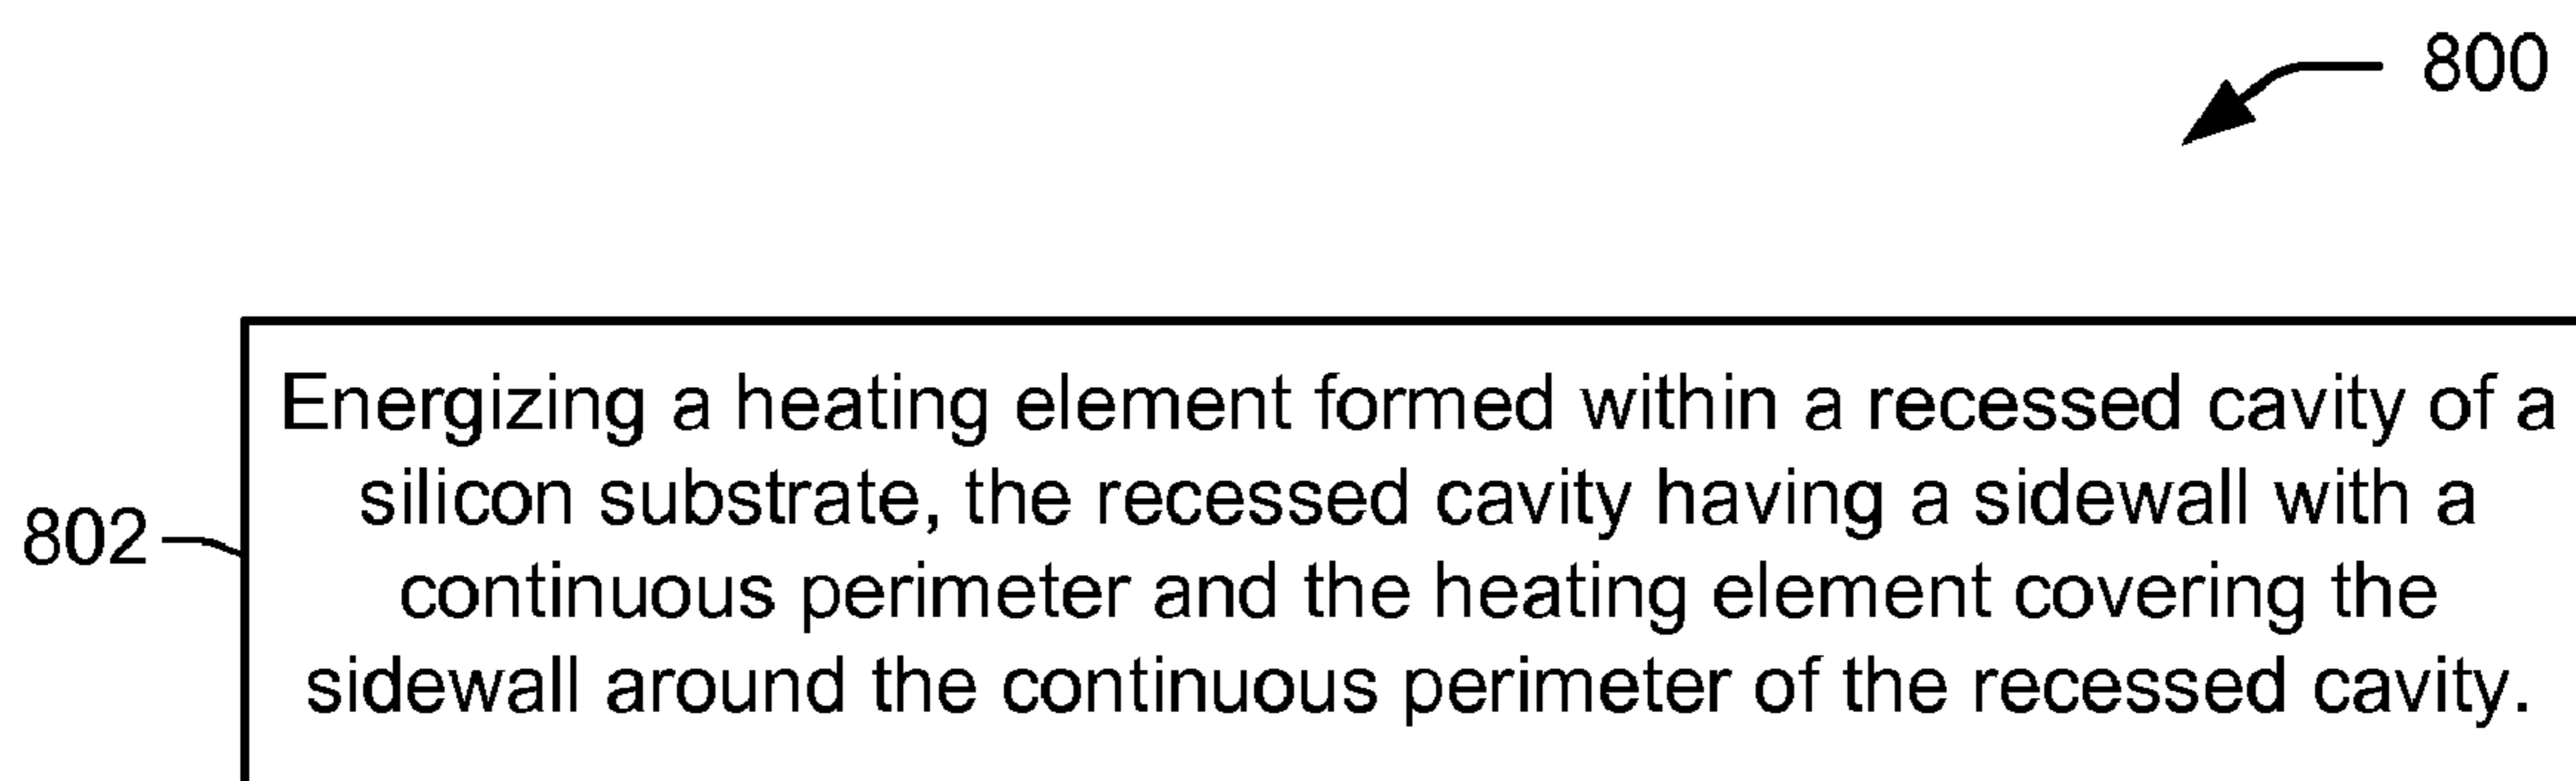 800
Energizing a heating element formed within a recessed cavity of a
silicon substrate, the recessed cavity having a sidewall with a
802
continuous perimeter and the heating element covering the
sidewall around the continuous perimeter of the recessed cavity.